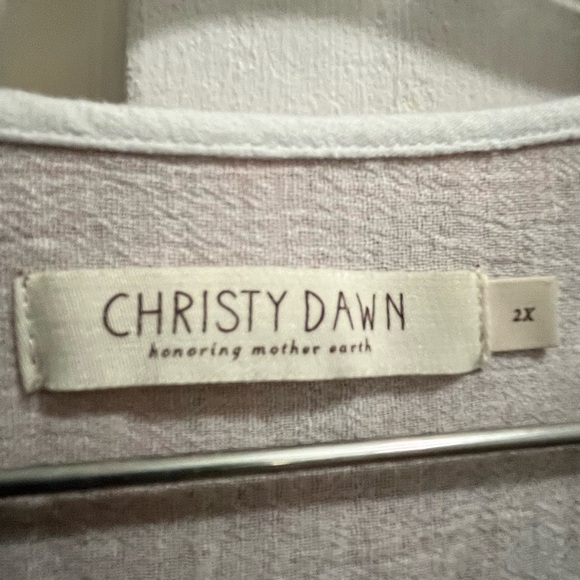 CHRISTY DAWN
honoring mother earth
2X